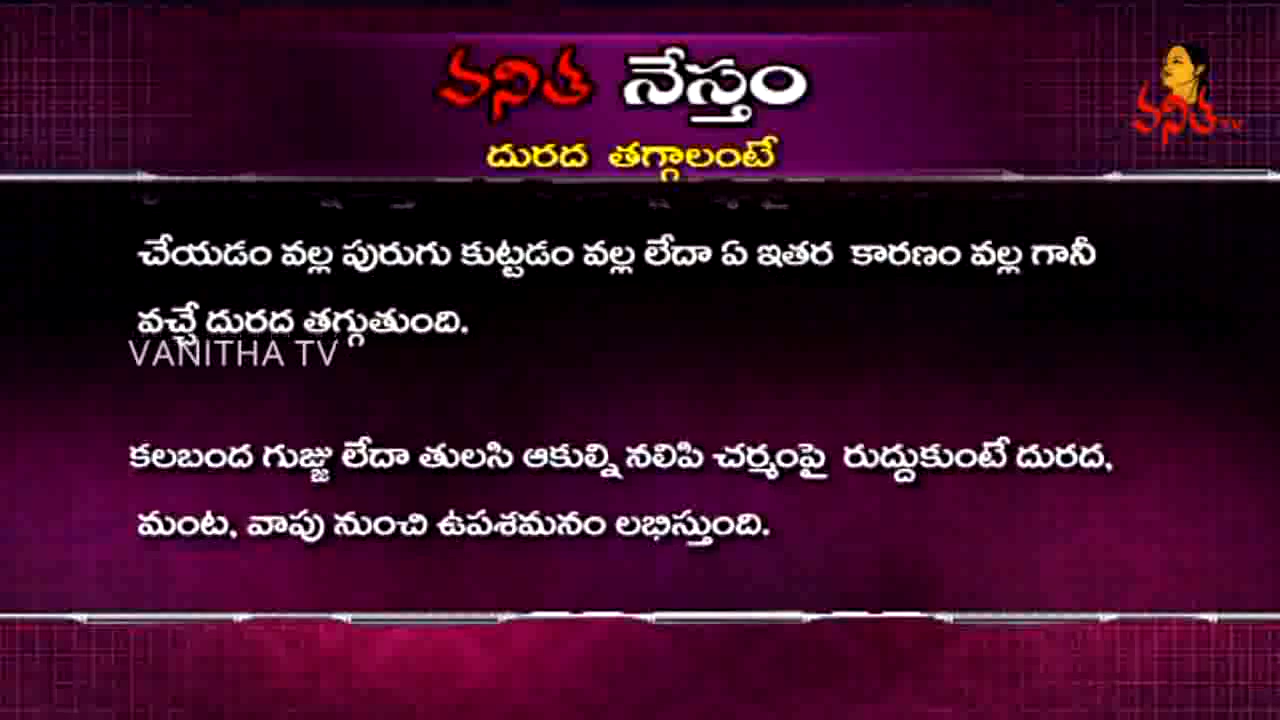 వనిత నేస్తం
వనిత TV
దురద తగ్గాలంటే
చేయడం వల్ల పురుగు కుట్టడం వల్ల లేదా ఏ ఇతర కారణం వల్ల గానీ
వచ్చే దురద తగ్గుతుంది.
VANITHA TV
కలబంద గుజ్జు లేదా తులసి ఆకుల్ని నలిపి చర్మంపై రుద్దుకుంటే దురద,
మంట, వాపు నుంచి ఉపశమనం లభిస్తుంది.